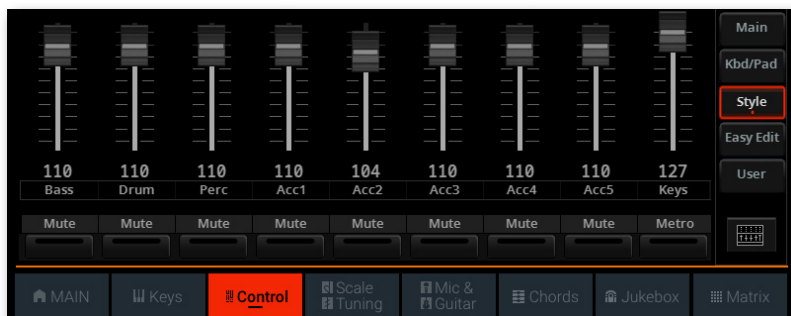 Main
Kbd/Pad
Style
Easy Edit
User
110 110 110 110 104 110 110 110 127
Bass Drum Perc Acc1 Acc2 Acc3 Acc4 Acc5 Keys
Mute Mute Mute Mute Mute Mute Mute Mute Metro
MAIN Keys Control Scale Tuning Mic & Guitar Chords Jukebox Matrix